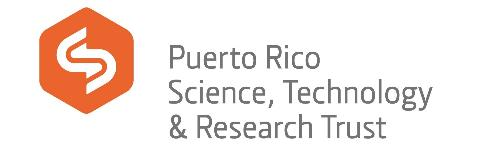 Puerto Rico
Science, Technology
& Research Trust